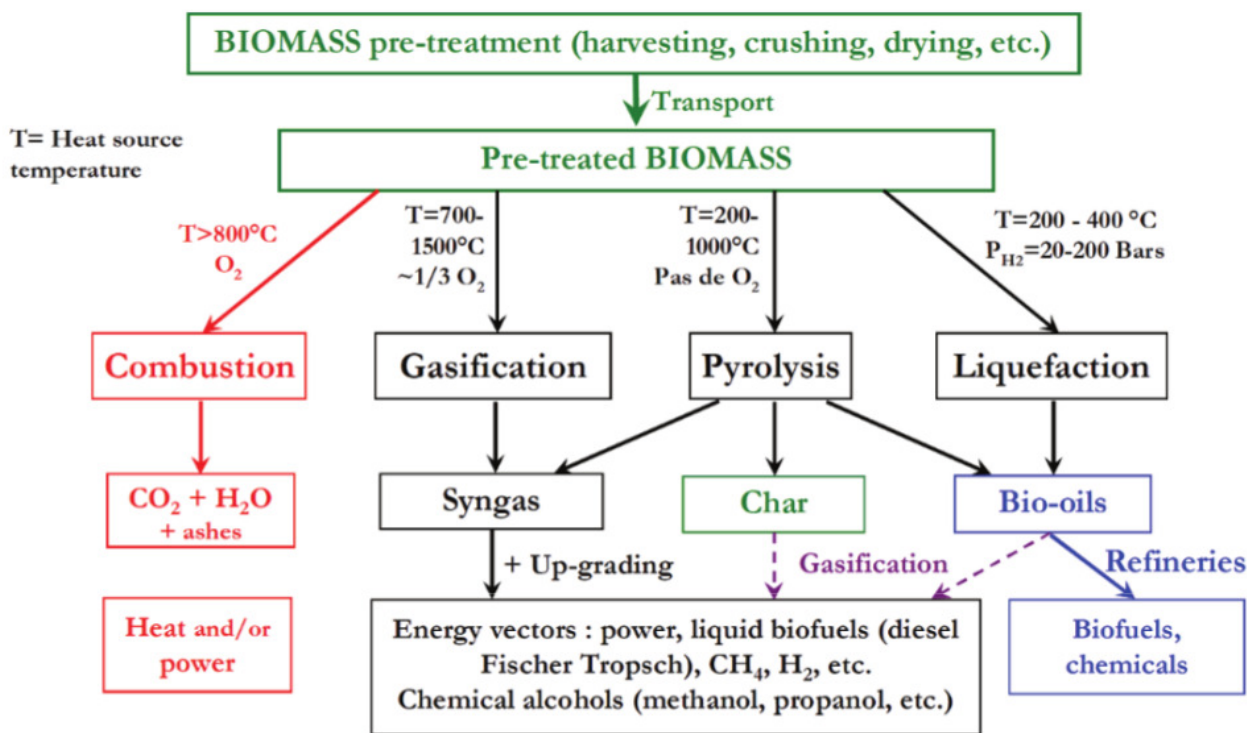 BIOMASS pre-treatment (harvesting, crushing, drying, etc.)
Transport
T= Heat source
temperature
Pre-treated BIOMASS
T>800°C
O₂
T=700-
1500°C
~1/3 O₂
T=200-
1000°C
Pas de O₂
T=200 - 400 °C
P_H2=20-200 Bars
Combustion
Gasification
Pyrolysis
Liquefaction
CO₂ + H₂O
+ ashes
Syngas
Char
Bio-oils
+ Up-grading
Gasification
Refineries
Heat and/or
power
Energy vectors : power, liquid biofuels (diesel
Fischer Tropsch), CH₄, H₂, etc.
Chemical alcohols (methanol, propanol, etc.)
Biofuels,
chemicals